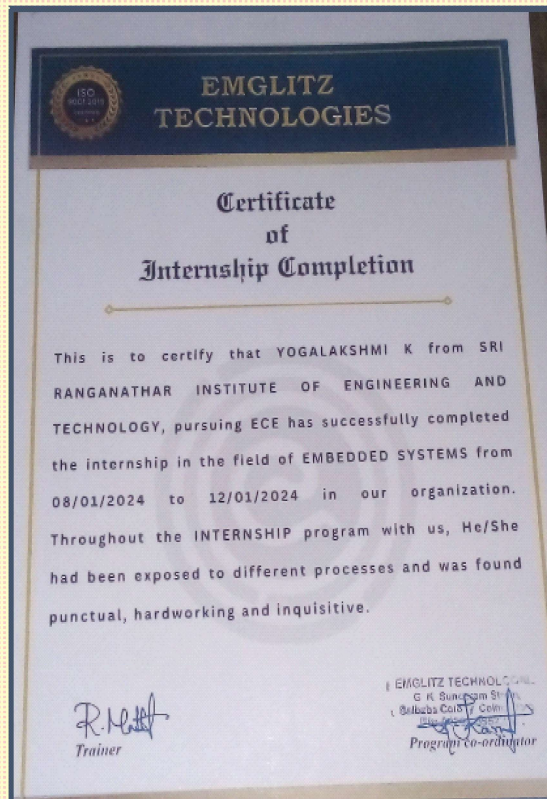 ISO
9001:2015
EMGLITZ
TECHNOLOGIES
Certificate
of
Internship Completion
This is to certify that YOGALAKSHMI K from SRI
RANGANATHAR INSTITUTE OF ENGINEERING AND
TECHNOLOGY, pursuing ECE has successfully completed
the internship in the field of EMBEDDED SYSTEMS from
08/01/2024 to 12/01/2024 in our organization.
Throughout the INTERNSHIP program with us, He/She
had been exposed to different processes and was found
punctual, hardworking and inquisitive.
EMGLITZ
G K
Trainer
Program co-ordinator